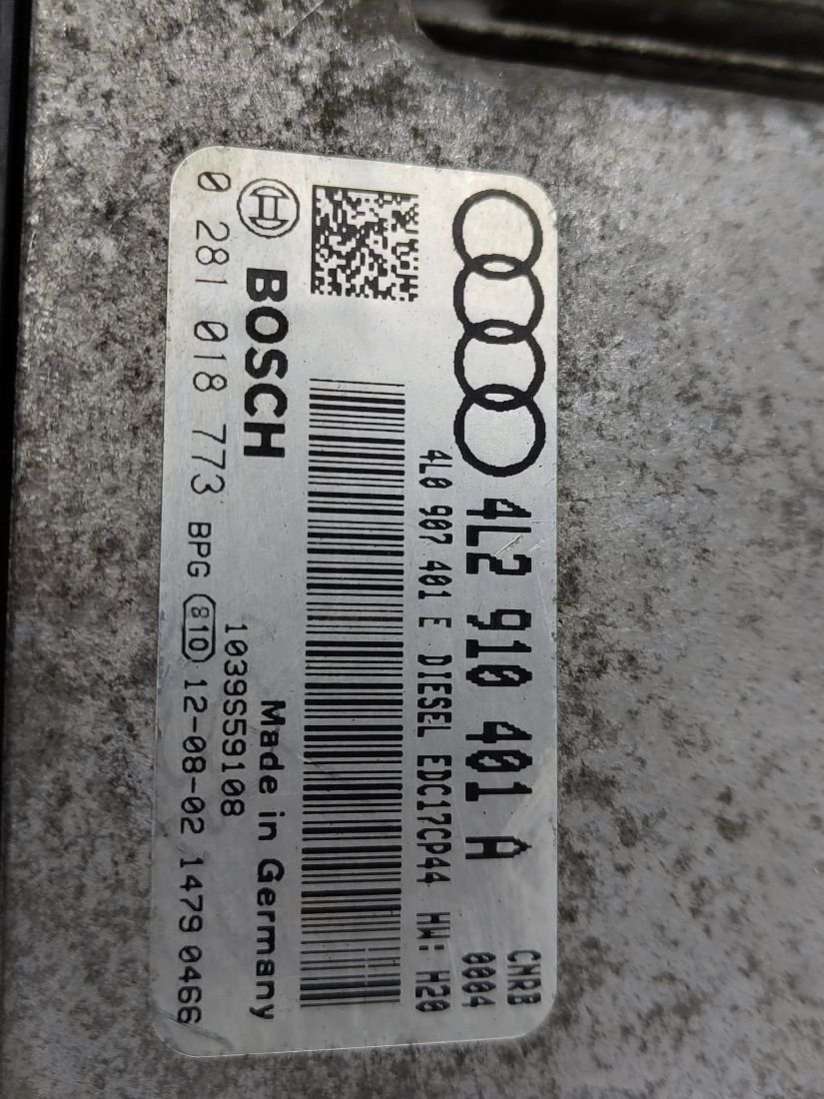 4L2 910 401 A
CNRB
0004
4L0 907 401 E DIESEL EDC17CP44 HW: H20
BOSCH
Made in Germany
1039S59108
0 281 018 773 BPG 810 12-08-02 1479 0466